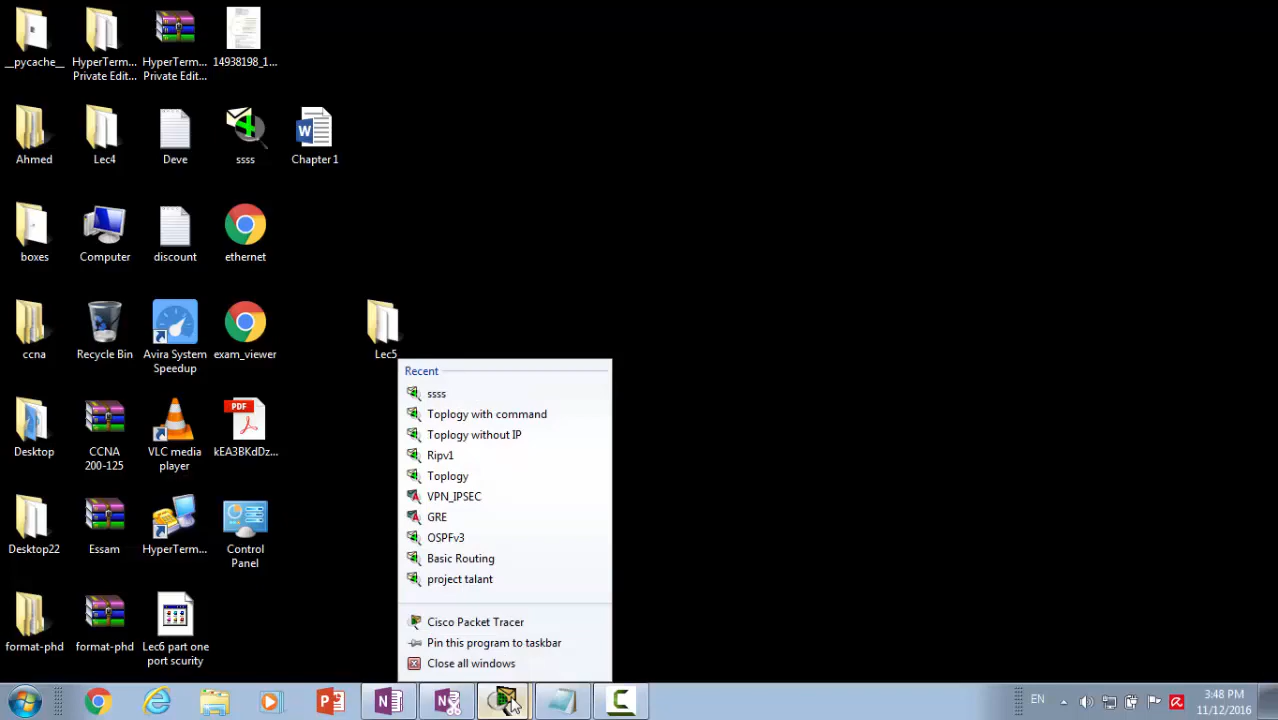 __pycache__
HyperTerm...
Private Edit...
HyperTerm...
Private Edit...
14938198_1...
Ahmed
Lec4
Deve
ssss
W
Chapter 1
boxes
Computer
discount
ethernet
ccna
Recycle Bin
Avira System
Speedup
exam_viewer
Lec5
Desktop
CCNA
200-125
VLC media
player
PDF
kEA3BKdDz...
Desktop22
Essam
HyperTerm...
Control
Panel
format-phd
format-phd
Lec6 part one
port scurity
Recent
ssss
Toplogy with command
Toplogy without IP
Ripv1
Toplogy
VPN_IPSEC
GRE
OSPFv3
Basic Routing
project talant
Cisco Packet Tracer
Pin this program to taskbar
Close all windows
EN
3:48 PM
11/12/2016